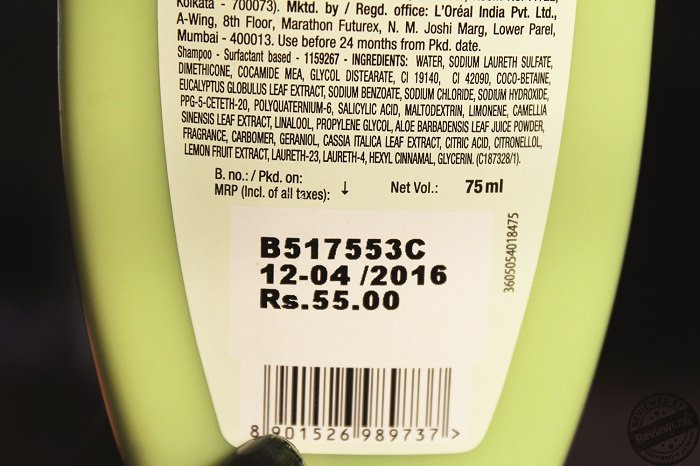 Kolkata - 700073). Mktd. by / Regd. office: L'Oréal India Pvt. Ltd.,
A-Wing, 8th Floor, Marathon Futurex, N. M. Joshi Marg, Lower Parel,
Mumbai - 400013. Use before 24 months from Pkd. date.
Shampoo - Surfactant based - 1159267 - INGREDIENTS: WATER, SODIUM LAURETH SULFATE,
DIMETHICONE, COCAMIDE MEA, GLYCOL DISTEARATE, CI 19140, CI 42090, COCO-BETAINE,
EUCALYPTUS GLOBULUS LEAF EXTRACT, SODIUM BENZOATE, SODIUM CHLORIDE, SODIUM HYDROXIDE,
PPG-5-CETETH-20, POLYQUATERNIUM-6, SALICYLIC ACID, MALTODEXTRIN, LIMONENE, CAMELLIA
SINENSIS LEAF EXTRACT, LINALOOL, PROPYLENE GLYCOL, ALOE BARBADENSIS LEAF JUICE POWDER,
FRAGRANCE, CARBOMER, GERANIOL, CASSIA ITALICA LEAF EXTRACT, CITRIC ACID, CITRONELLOL,
LEMON FRUIT EXTRACT, LAURETH-23, LAURETH-4, HEXYL CINNAMAL, GLYCERIN. (C187328/1).
B. no.: / Pkd. on:
MRP (Incl. of all taxes): ↓ Net Vol.: 75 ml
B517553C
12-04 /2016
Rs.55.00
3605054018475
8 901526 989737 >
REVIEWED BY